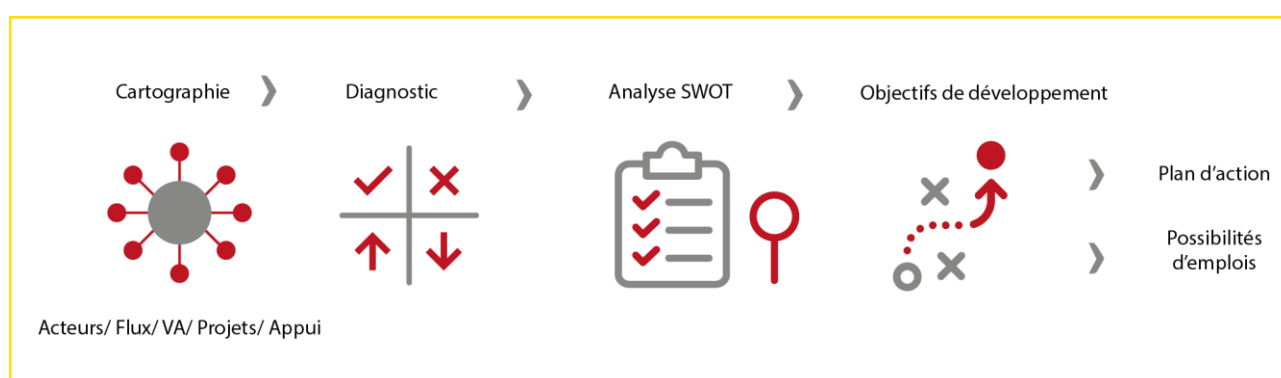 Cartographie
Diagnostic
Analyse SWOT
Objectifs de développement
Plan d’action
Possibilités
d’emplois
Acteurs/ Flux/ VA/ Projets/ Appui